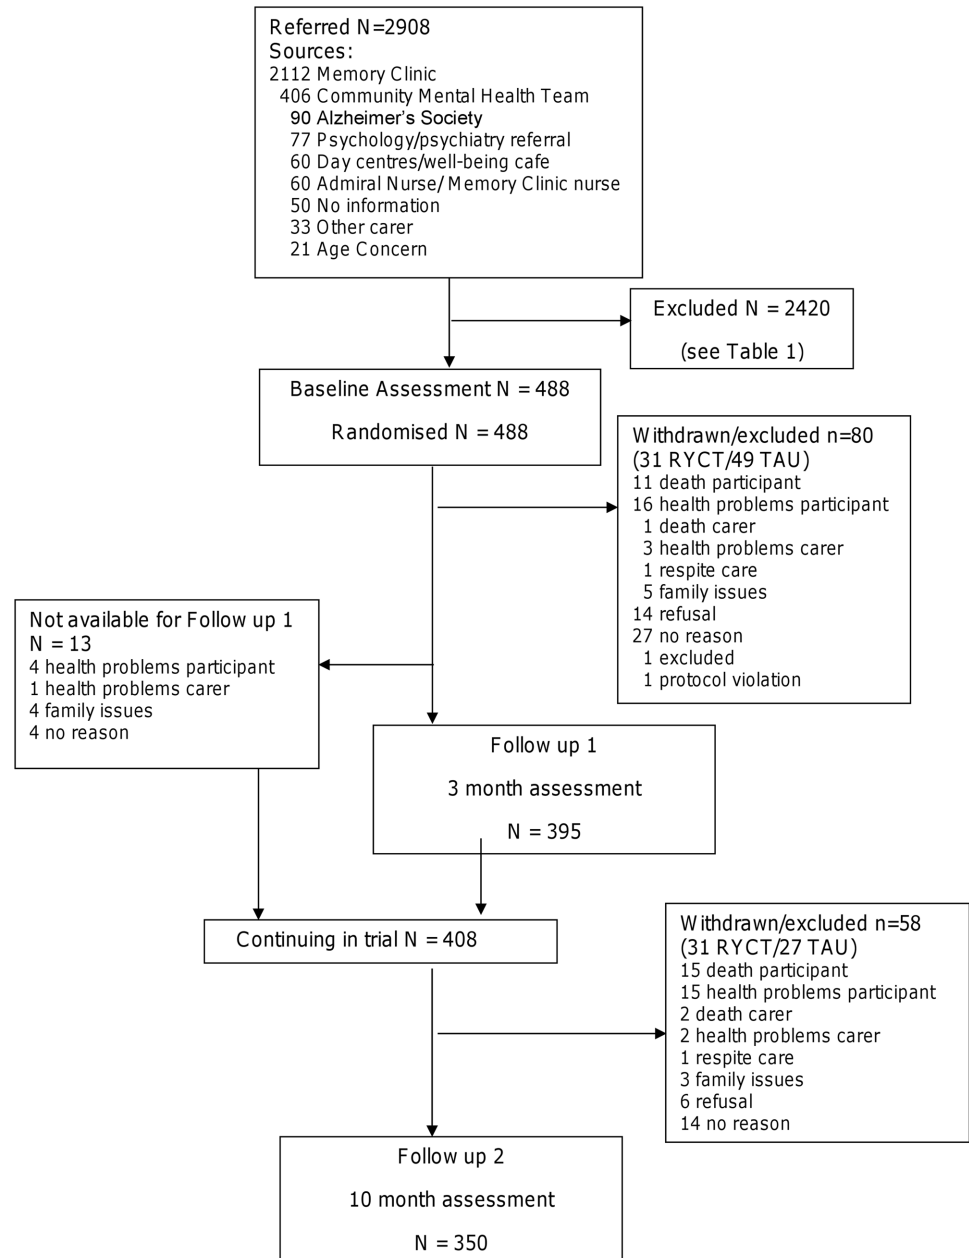 Referred N=2908
Sources:
2112 Memory Clinic
406 Community Mental Health Team
90 Alzheimer's Society
77 Psychology/psychiatry referral
60 Day centres/well-being cafe
60 Admiral Nurse/ Memory Clinic nurse
50 No information
33 Other carer
21 Age Concern
Excluded N = 2420
(see Table 1)
Baseline Assessment N = 488
Randomised N = 488
Withdrawn/excluded n=80
(31 RYCT/49 TAU)
11 death participant
16 health problems participant
1 death carer
3 health problems carer
1 respite care
5 family issues
14 refusal
27 no reason
1 excluded
1 protocol violation
Not available for Follow up 1
N = 13
4 health problems participant
1 health problems carer
4 family issues
4 no reason
Follow up 1
3 month assessment
N = 395
Continuing in trial N = 408
Withdrawn/excluded n=58
(31 RYCT/27 TAU)
15 death participant
15 health problems participant
2 death carer
2 health problems carer
1 respite care
3 family issues
6 refusal
14 no reason
Follow up 2
10 month assessment
N = 350